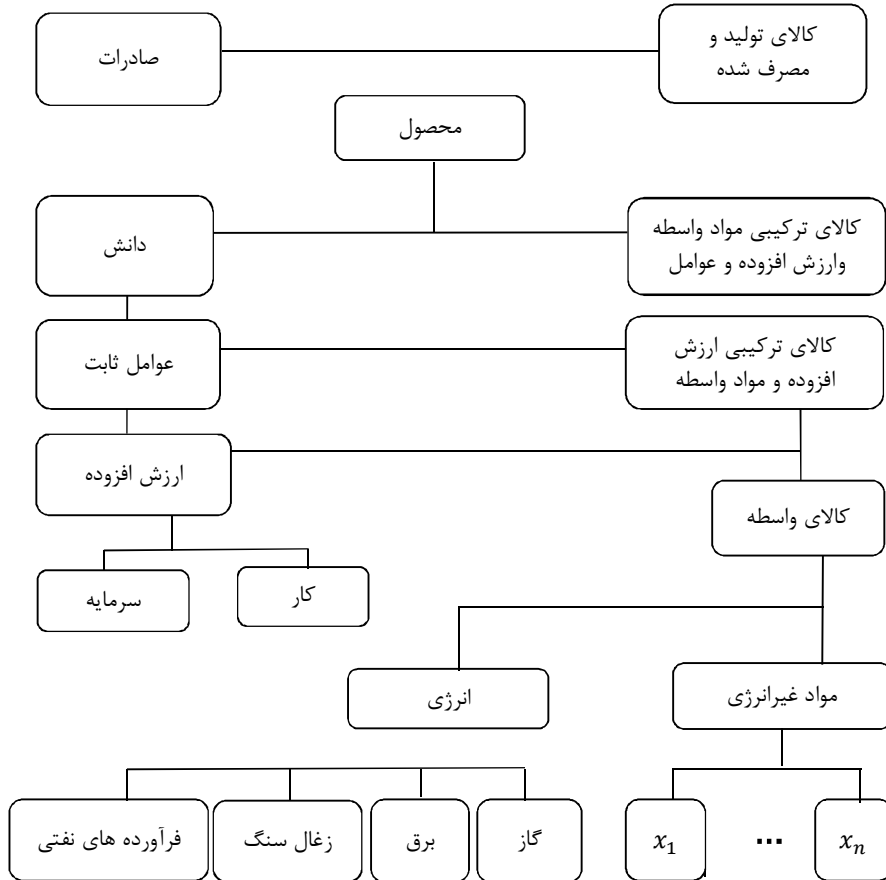 کالای تولید و
مصرف شده
صادرات
محصول
کالای ترکیبی مواد واسطه
وارزش افزوده و عوامل
دانش
کالای ترکیبی ارزش
افزوده و مواد واسطه
عوامل ثابت
ارزش افزوده
کالای واسطه
کار
سرمایه
مواد غیرانرژی
انرژی
x₁
...
xₙ
گاز
برق
زغال سنگ
فرآورده های نفتی